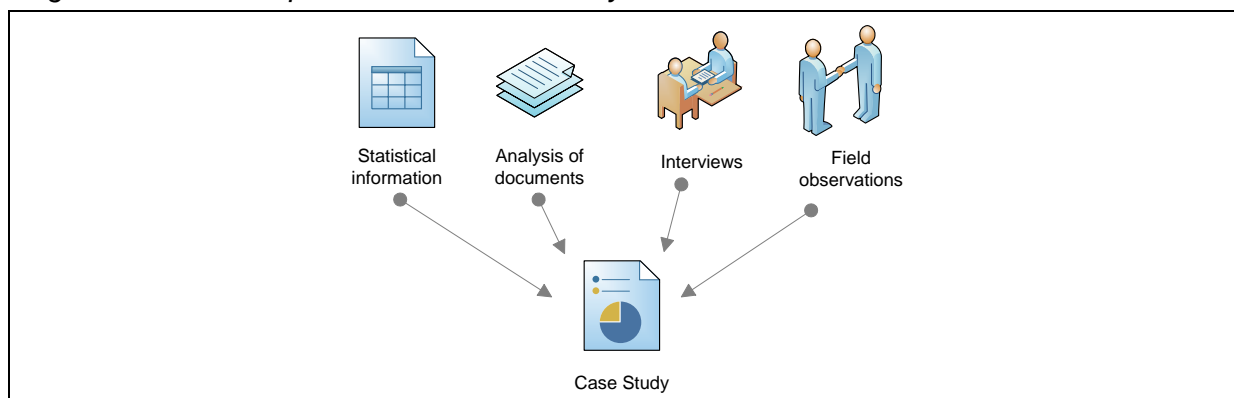 Statistical
information
Analysis of
documents
Interviews
Field
observations
Case Study